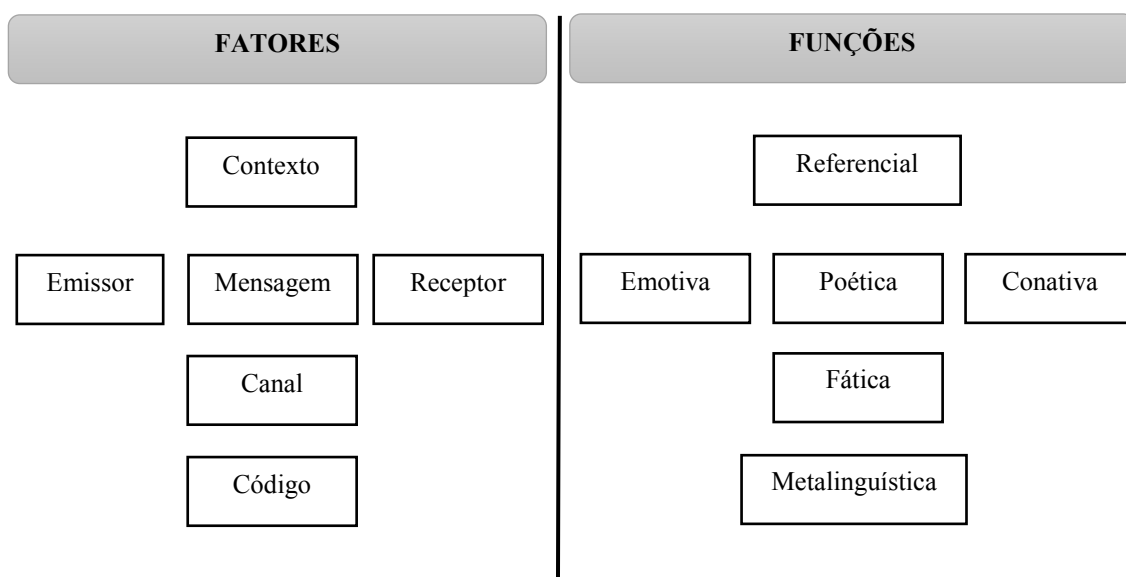 FATORES
Contexto
Emissor Mensagem Receptor
Canal
Código
FUNÇÕES
Referencial
Emotiva Poética Conativa
Fática
Metalinguística